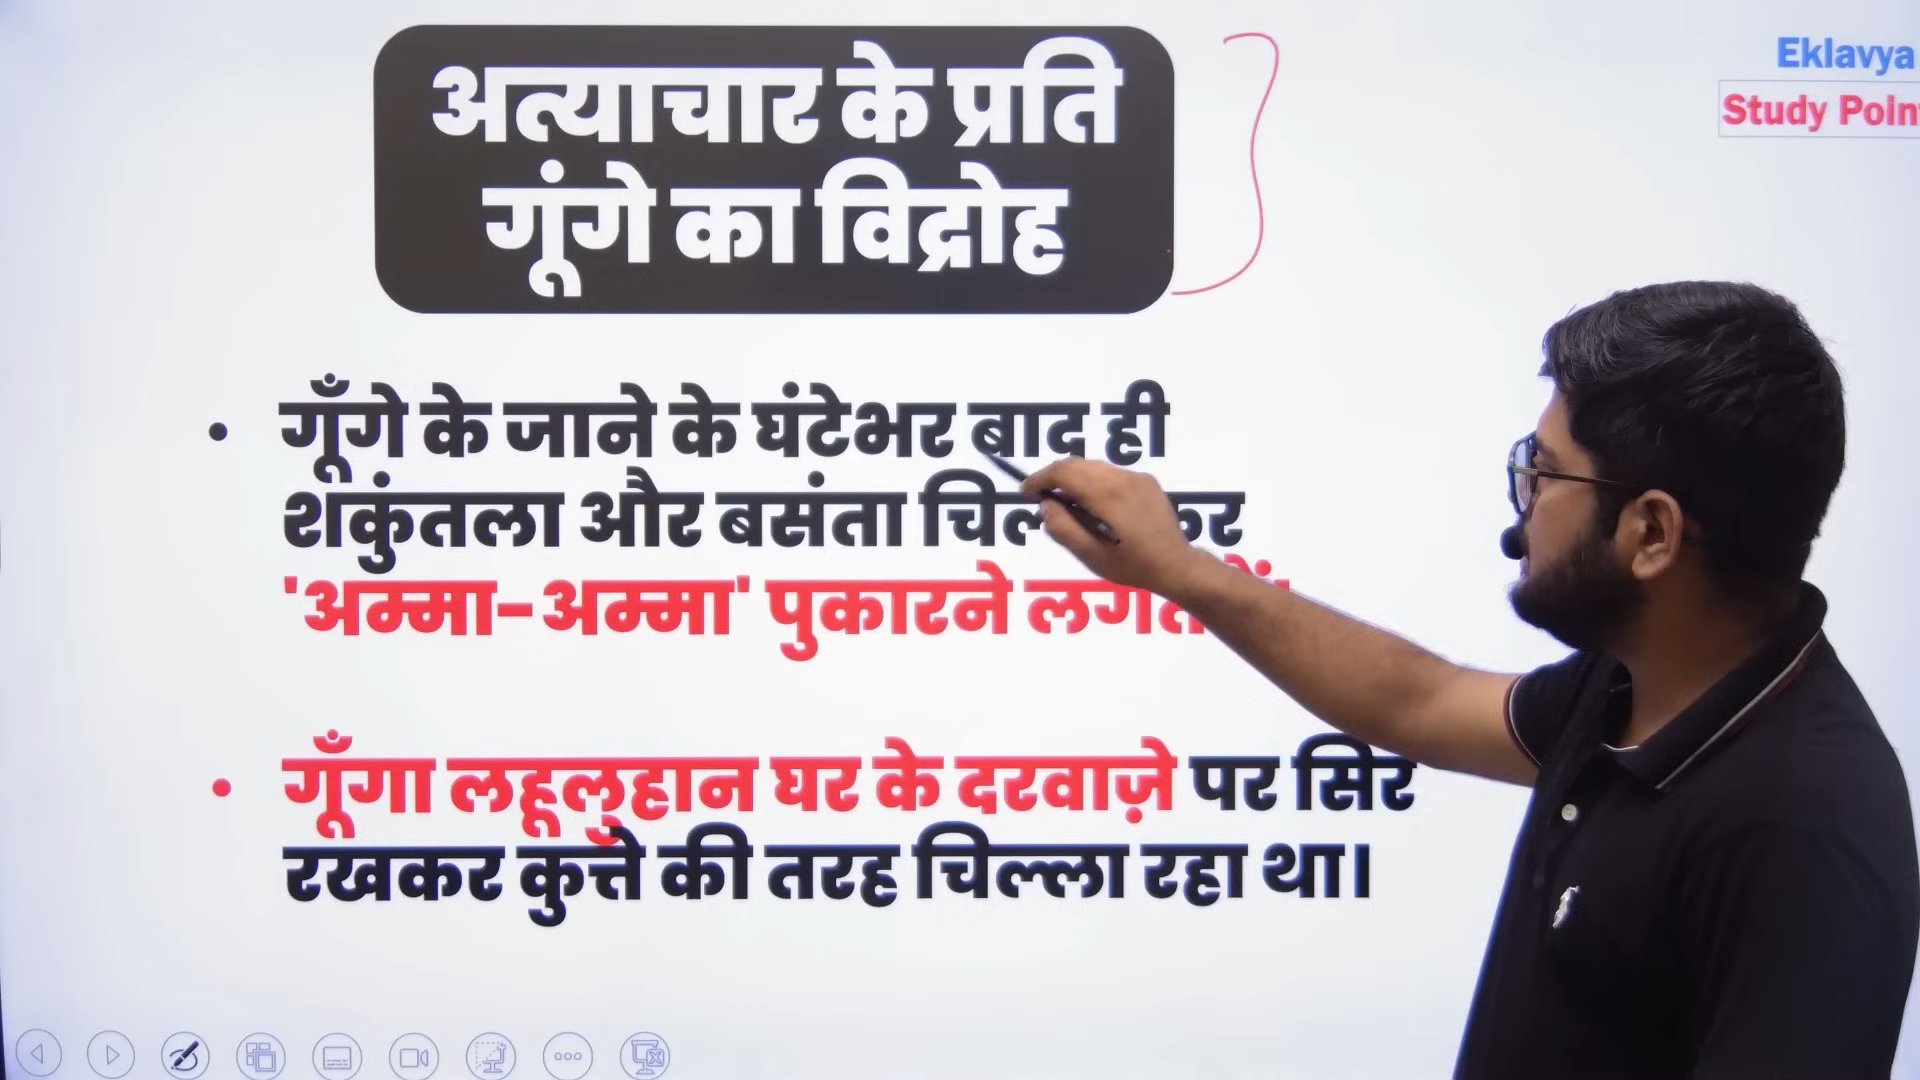 अत्याचार के प्रति
गूंगे का विद्रोह
Eklavya
Study Point
गूँगे के जाने के घंटेभर बाद ही
शकुंतला और बसंता
'अम्मा-अम्मा' पुकारने
गूँगा लहूलुहान घर के दरवाज़े पर सिर
रखकर कुत्ते की तरह चिल्ला रहा था।